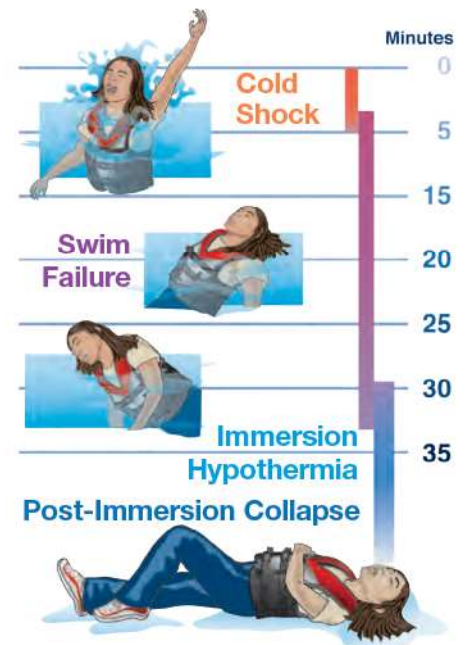 Minutes
0
Cold
Shock
5
15
Swim
Failure
20
25
30
Immersion
Hypothermia
35
Post-Immersion Collapse